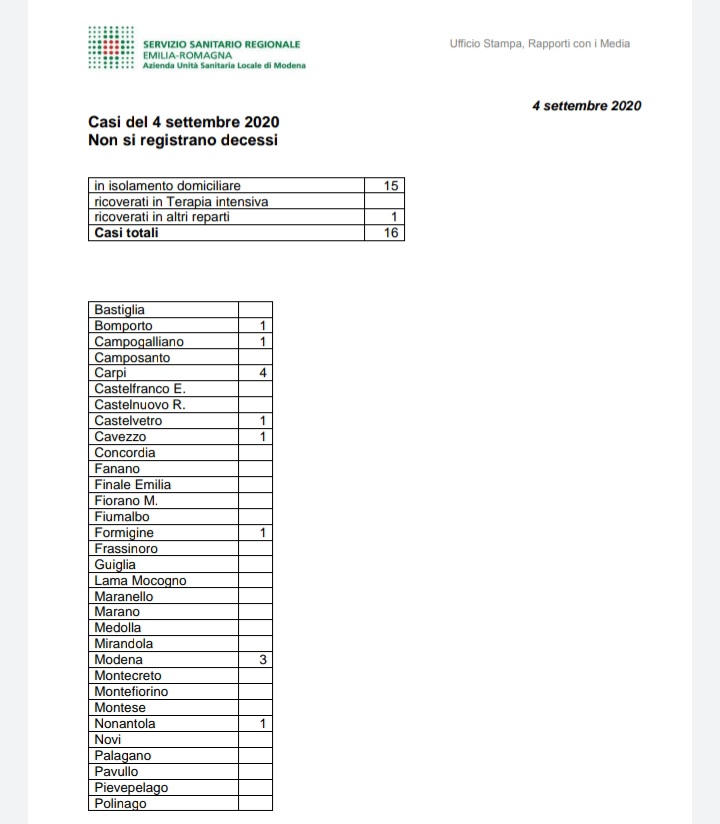 SERVIZIO SANITARIO REGIONALE
EMILIA-ROMAGNA
Azienda Unità Sanitaria Locale di Modena
Ufficio Stampa, Rapporti con i Media
4 settembre 2020
Casi del 4 settembre 2020
Non si registrano decessi
in isolamento domiciliare 15
ricoverati in Terapia intensiva
ricoverati in altri reparti 1
Casi totali 16
Bastiglia
Bomporto 1
Campogalliano 1
Camposanto
Carpi 4
Castelfranco E.
Castelnuovo R.
Castelvetro 1
Cavezzo 1
Concordia
Fanano
Finale Emilia
Fiorano M.
Fiumalbo
Formigine 1
Frassinoro
Guiglia
Lama Mocogno
Maranello
Marano
Medolla
Mirandola
Modena 3
Montecreto
Montefiorino
Montese
Nonantola 1
Novi
Palagano
Pavullo
Pievepelago
Polinago